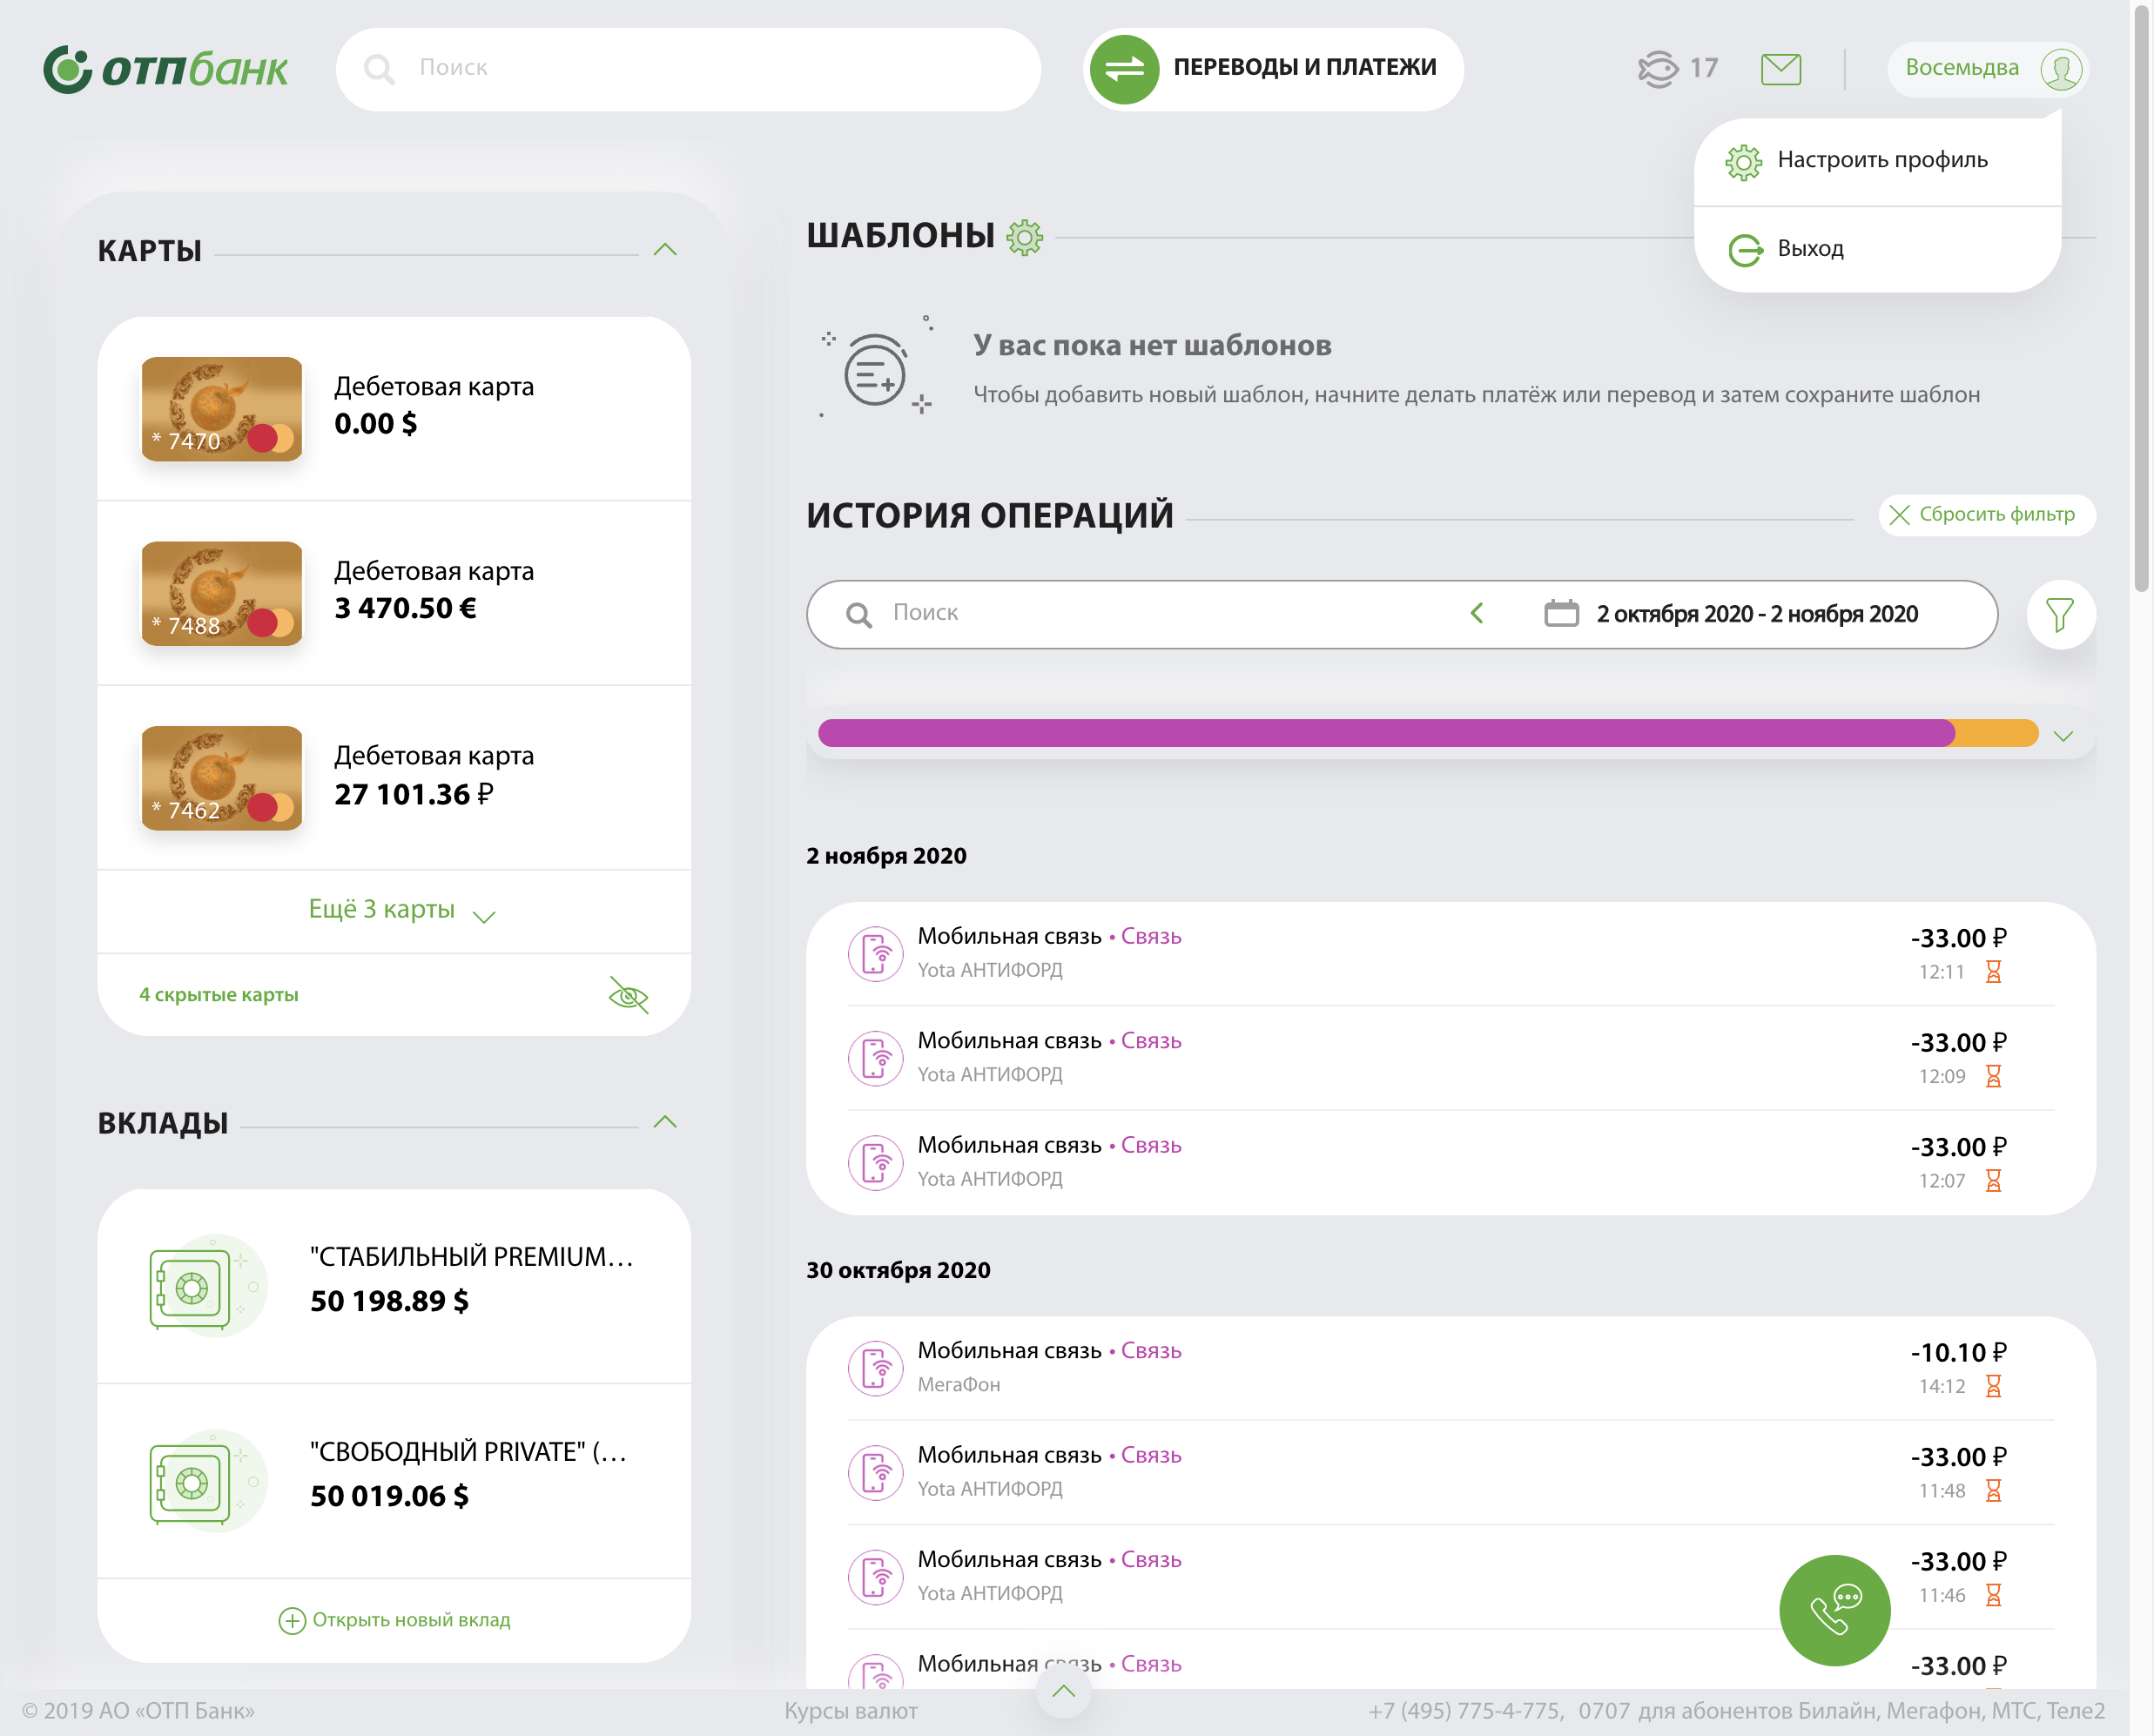 отпбанк
Поиск
ПЕРЕВОДЫ И ПЛАТЕЖИ
17
Восемьдва
Настроить профиль
Выход
КАРТЫ
* 7470
Дебетовая карта
0.00 $
* 7488
Дебетовая карта
3 470.50 €
* 7462
Дебетовая карта
27 101.36 ₽
Ещё 3 карты
4 скрытые карты
ВКЛАДЫ
"СТАБИЛЬНЫЙ PREMIUM...
50 198.89 $
"СВОБОДНЫЙ PRIVATE" (...
50 019.06 $
Открыть новый вклад
ШАБЛОНЫ
У вас пока нет шаблонов
Чтобы добавить новый шаблон, начните делать платёж или перевод и затем сохраните шаблон
ИСТОРИЯ ОПЕРАЦИЙ
Сбросить фильтр
Поиск
2 октября 2020 - 2 ноября 2020
2 ноября 2020
Мобильная связь • Связь
-33.00 ₽
Yota АНТИФОРД
12:11
Мобильная связь • Связь
-33.00 ₽
Yota АНТИФОРД
12:09
Мобильная связь • Связь
-33.00 ₽
Yota АНТИФОРД
12:07
30 октября 2020
Мобильная связь • Связь
-10.10 ₽
МегаФон
14:12
Мобильная связь • Связь
-33.00 ₽
Yota АНТИФОРД
11:48
Мобильная связь • Связь
-33.00 ₽
Yota АНТИФОРД
11:46
Мобильная связь • Связь
-33.00 ₽
© 2019 АО «ОТП Банк»
Курсы валют
+7 (495) 775-4-775, 0707 для абонентов Билайн, Мегафон, МТС, Теле2